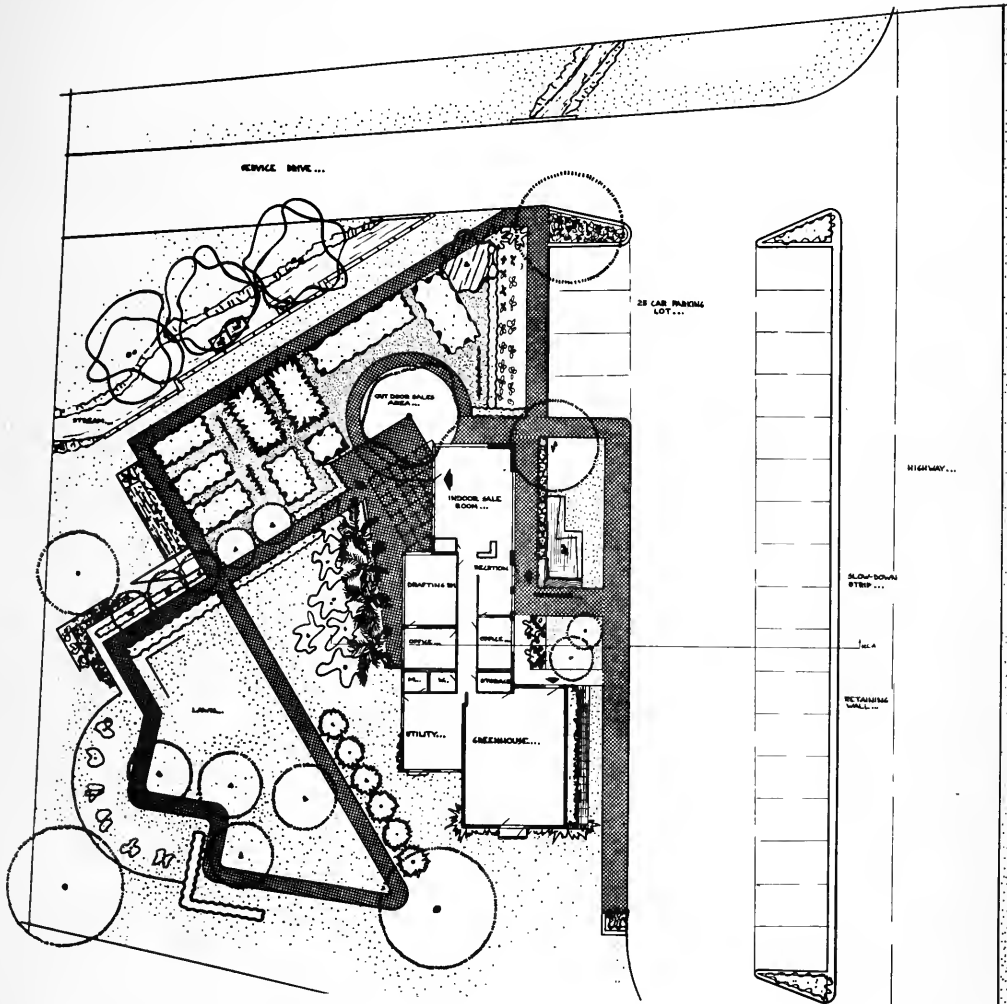 SERVICE DRIVE...
25 CAR PARKING
LOT...
OUT DOOR SALES
AREA...
STREAM...
HIGHWAY...
INDOOR SALE
ROOM...
RECEPTION
DRAFTING RM
SLOW-DOWN
STRIP...
OFFICE...
OFFICE...
M.
W.
STORAGE
RETAINING
WALL...
LAWN...
UTILITY...
GREENHOUSE....